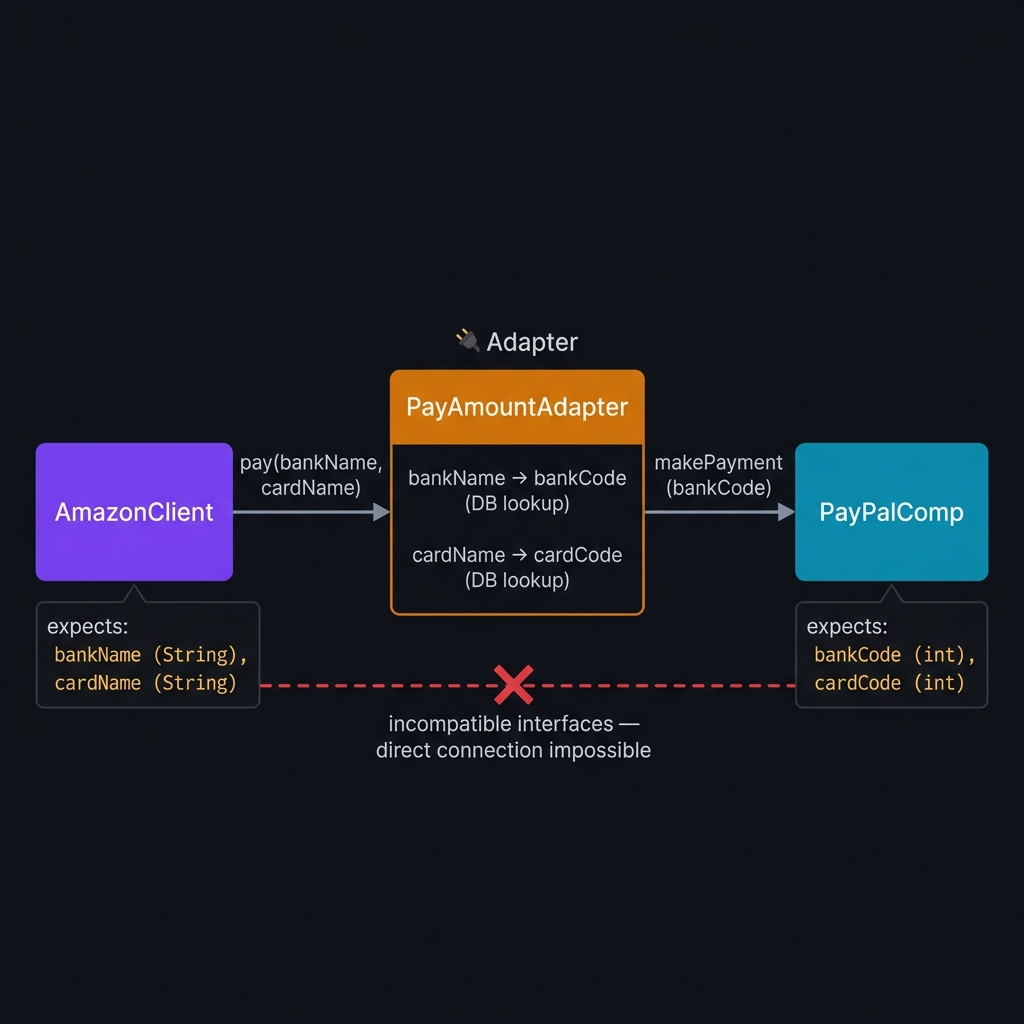 Adapter
PayAmountAdapter
AmazonClient
pay(bankName,
cardName)
bankName → bankCode
(DB lookup)
cardName → cardCode
(DB lookup)
makePayment
(bankCode)
PayPalComp
expects:
bankName (String),
cardName (String)
expects:
bankCode (int),
cardCode (int)
incompatible interfaces —
direct connection impossible